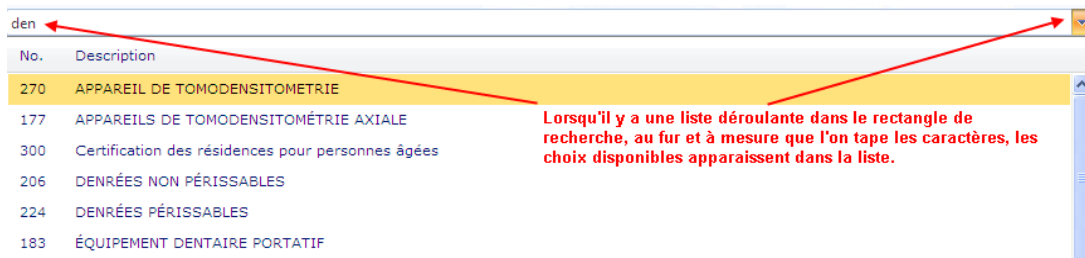 den
No. Description
270 APPAREIL DE TOMODENSITOMETRIE
177 APPAREILS DE TOMODENSITOMÉTRIE AXIALE
300 Certification des résidences pour personnes âgées
206 DENRÉES NON PÉRISSABLES
224 DENRÉES PÉRISSABLES
183 ÉQUIPEMENT DENTAIRE PORTATIF
Lorsqu'il y a une liste déroulante dans le rectangle de
recherche, au fur et à mesure que l'on tape les caractères, les
choix disponibles apparaissent dans la liste.